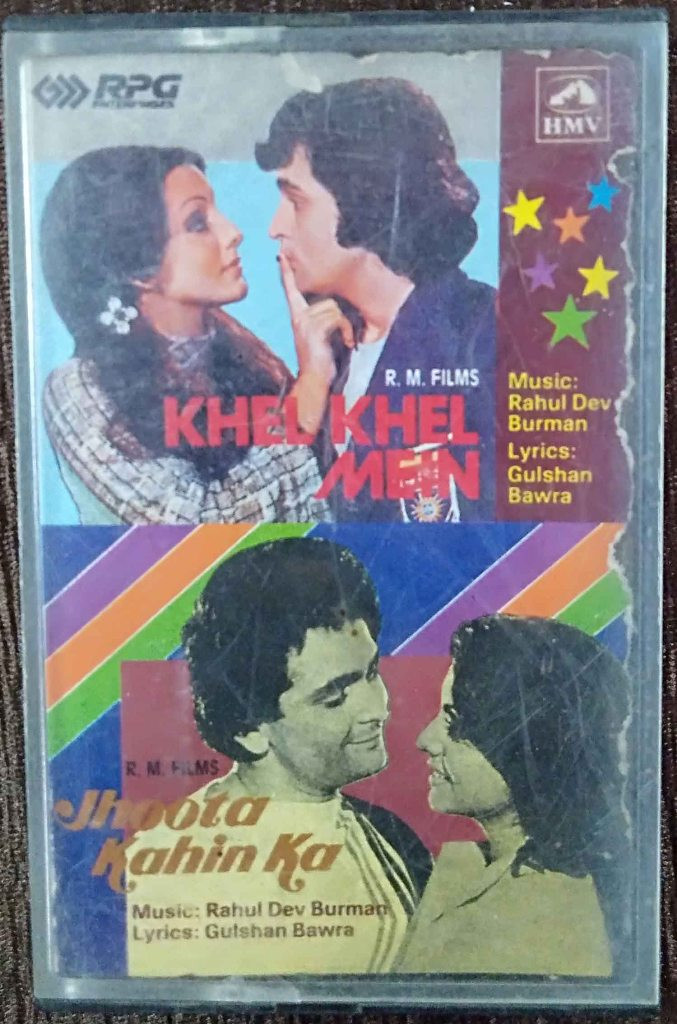 RPG
ENTERPRISES
HMV
R. M. FILMS
KHEL KHEL
MEIN
Music:
Rahul Dev
Burman
Lyrics:
Gulshan
Bawra
R. M. FILMS
Jhoota
Kahin Ka
Music: Rahul Dev Burman
Lyrics: Gulshan Bawra